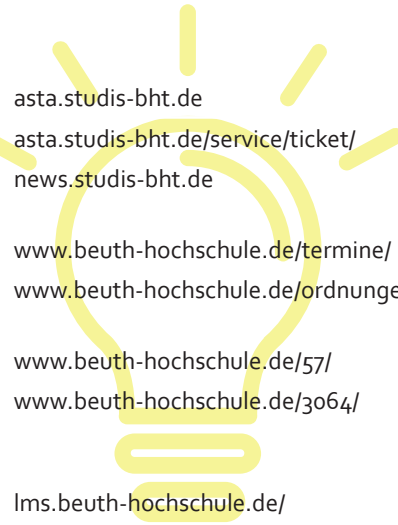 asta.studis-bht.de
asta.studis-bht.de/service/ticket/
news.studis-bht.de
www.beuth-hochschule.de/termine/
www.beuth-hochschule.de/ordnunge
www.beuth-hochschule.de/57/
www.beuth-hochschule.de/3064/
lms.beuth-hochschule.de/